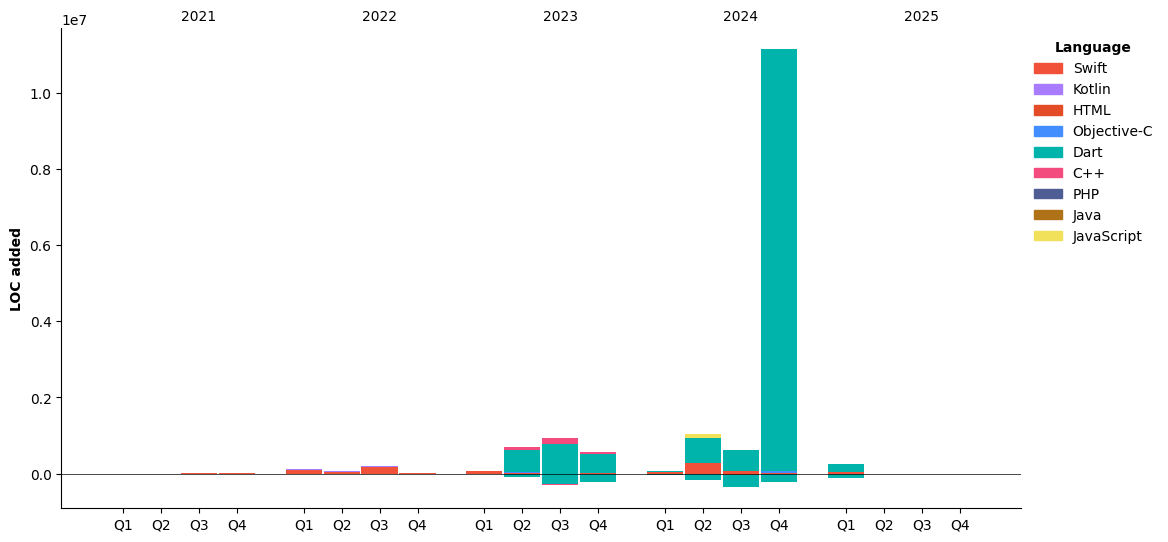 1e7
2021 2022 2023 2024 2025
Language
Swift
Kotlin
HTML
Objective-C
Dart
C++
PHP
Java
JavaScript
LOC added
1.0
0.8
0.6
0.4
0.2
0.0
Q1 Q2 Q3 Q4 Q1 Q2 Q3 Q4 Q1 Q2 Q3 Q4 Q1 Q2 Q3 Q4 Q1 Q2 Q3 Q4